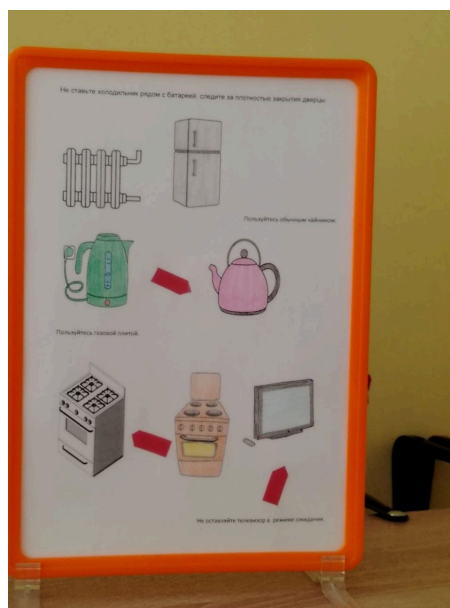 Не ставьте холодильник рядом с батареей, следите за плотностью закрытия дверцы.
Пользуйтесь обычным чайником.
Пользуйтесь газовой плитой.
Не оставляйте телевизор в режиме ожидания.